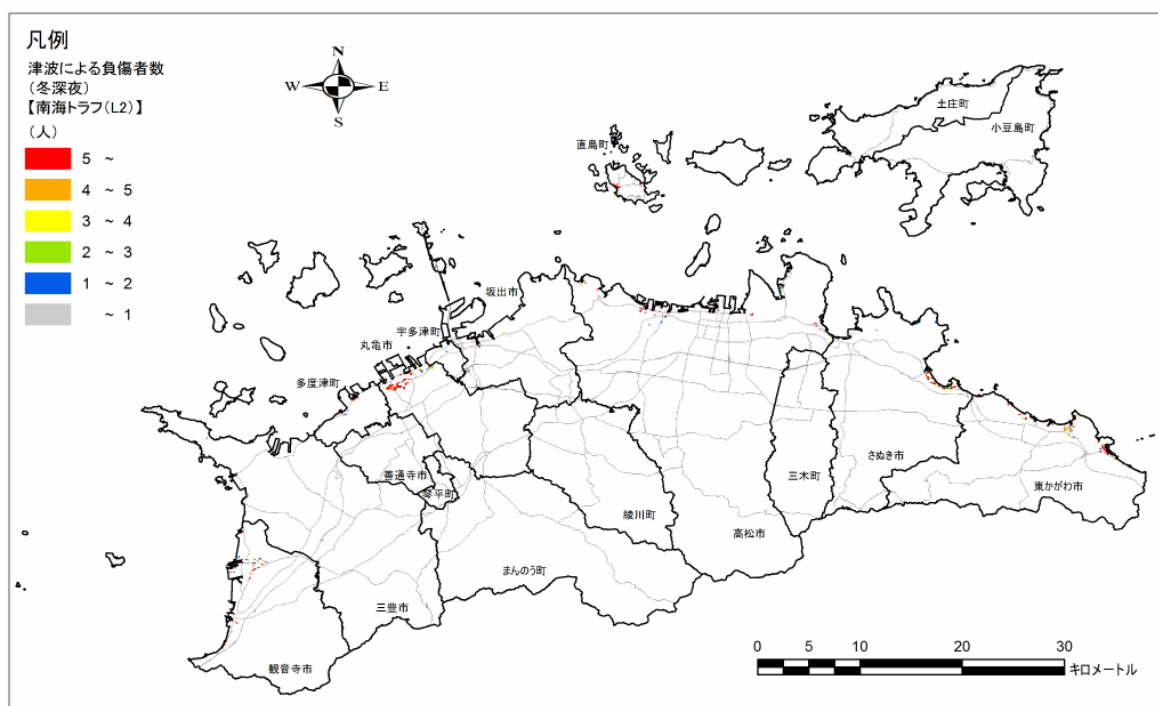 凡例
津波による負傷者数
（冬深夜）
【南海トラフ（L2）】
（人）
5 ～
4 ～ 5
3 ～ 4
2 ～ 3
1 ～ 2
～ 1
N
W E
S
土庄町
小豆島町
直島町
坂出市
宇多津町
丸亀市
多度津町
善通寺市
琴平町
三木町
さぬき市
東かがわ市
綾川町
高松市
まんのう町
三豊市
観音寺市
0 5 10 20 30
キロメートル